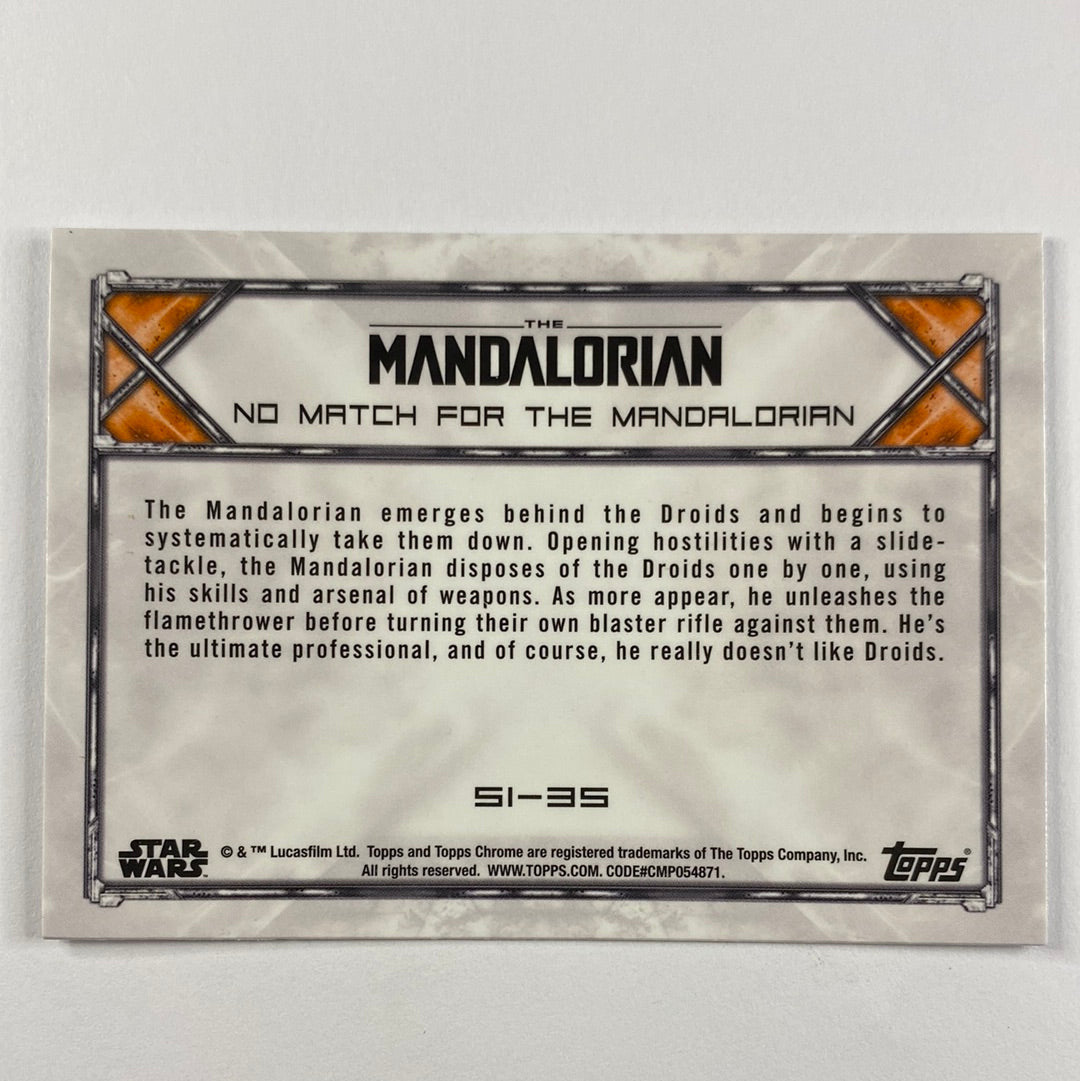 THE
MANDALORIAN
NO MATCH FOR THE MANDALORIAN
The Mandalorian emerges behind the Droids and begins to
systematically take them down. Opening hostilities with a slide-
tackle, the Mandalorian disposes of the Droids one by one, using
his skills and arsenal of weapons. As more appear, he unleashes the
flamethrower before turning their own blaster rifle against them. He's
the ultimate professional, and of course, he really doesn't like Droids.
S1-35
STAR
WARS
© & ™ Lucasfilm Ltd. Topps and Topps Chrome are registered trademarks of The Topps Company, Inc.
All rights reserved. WWW.TOPPS.COM. CODE#CMP054871.
Topps®